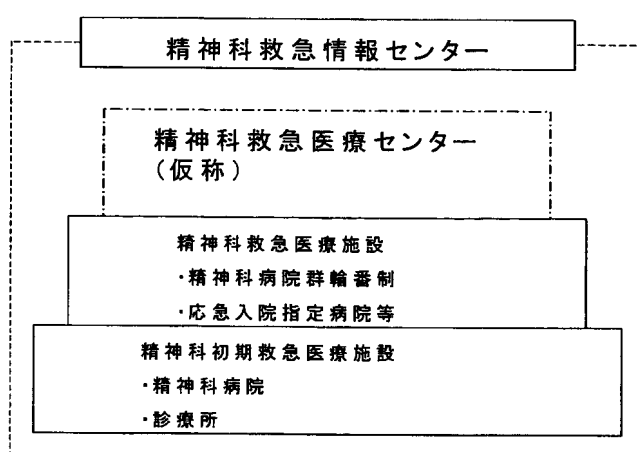 精神科救急情報センター
精神科救急医療センター
(仮称)
精神科救急医療施設
・精神科病院群輪番制
・応急入院指定病院等
精神科初期救急医療施設
・精神科病院
・診療所